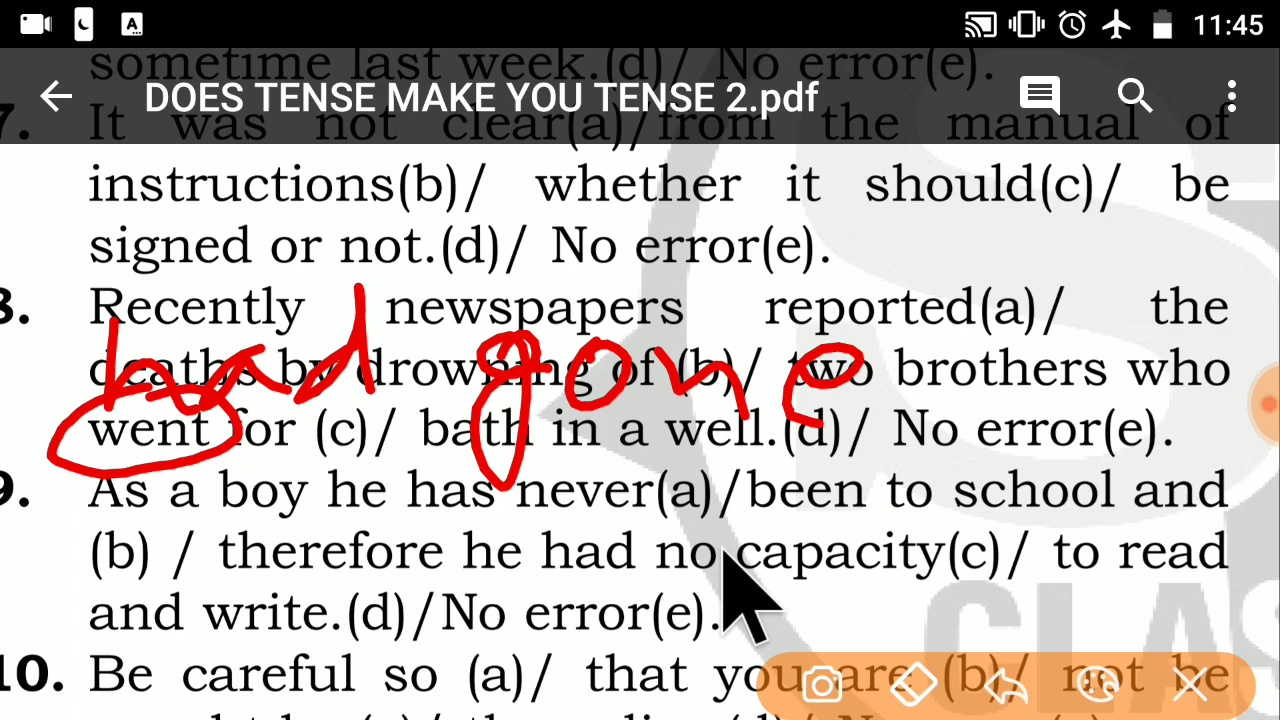 11:45
sometime last week.(d)/ No error(e).
DOES TENSE MAKE YOU TENSE 2.pdf
7. It was not clear(a)/from the manual of
instructions(b)/ whether it should(c)/ be
signed or not.(d)/ No error(e).
8. Recently newspapers reported(a)/ the
had gone
deaths by drowning of (b)/ two brothers who
went for (c)/ bath in a well.(d)/ No error(e).
9. As a boy he has never(a)/been to school and
(b) / therefore he had no capacity(c)/ to read
and write.(d)/No error(e).
10. Be careful so (a)/ that you are (b)/ not be
CLA